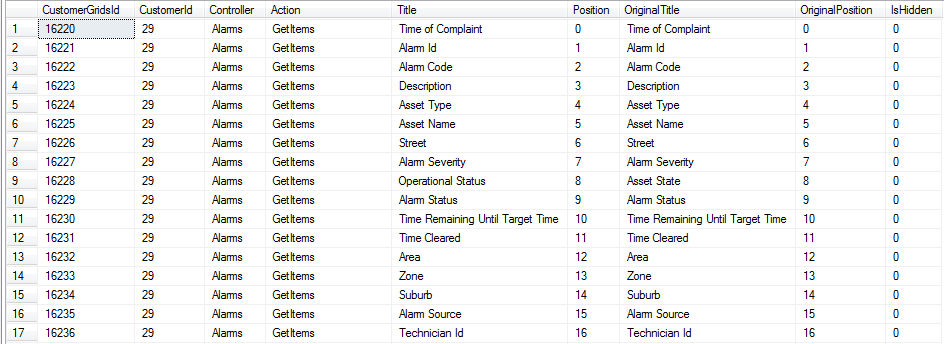 CustomerGridsId CustomerId Controller Action Title Position OriginalTitle OriginalPosition IsHidden
1 16220 29 Alarms GetItems Time of Complaint 0 Time of Complaint 0 0
2 16221 29 Alarms GetItems Alarm Id 1 Alarm Id 1 0
3 16222 29 Alarms GetItems Alarm Code 2 Alarm Code 2 0
4 16223 29 Alarms GetItems Description 3 Description 3 0
5 16224 29 Alarms GetItems Asset Type 4 Asset Type 4 0
6 16225 29 Alarms GetItems Asset Name 5 Asset Name 5 0
7 16226 29 Alarms GetItems Street 6 Street 6 0
8 16227 29 Alarms GetItems Alarm Severity 7 Alarm Severity 7 0
9 16228 29 Alarms GetItems Operational Status 8 Asset State 8 0
10 16229 29 Alarms GetItems Alarm Status 9 Alarm Status 9 0
11 16230 29 Alarms GetItems Time Remaining Until Target Time 10 Time Remaining Until Target Time 10 0
12 16231 29 Alarms GetItems Time Cleared 11 Time Cleared 11 0
13 16232 29 Alarms GetItems Area 12 Area 12 0
14 16233 29 Alarms GetItems Zone 13 Zone 13 0
15 16234 29 Alarms GetItems Suburb 14 Suburb 14 0
16 16235 29 Alarms GetItems Alarm Source 15 Alarm Source 15 0
17 16236 29 Alarms GetItems Technician Id 16 Technician Id 16 0